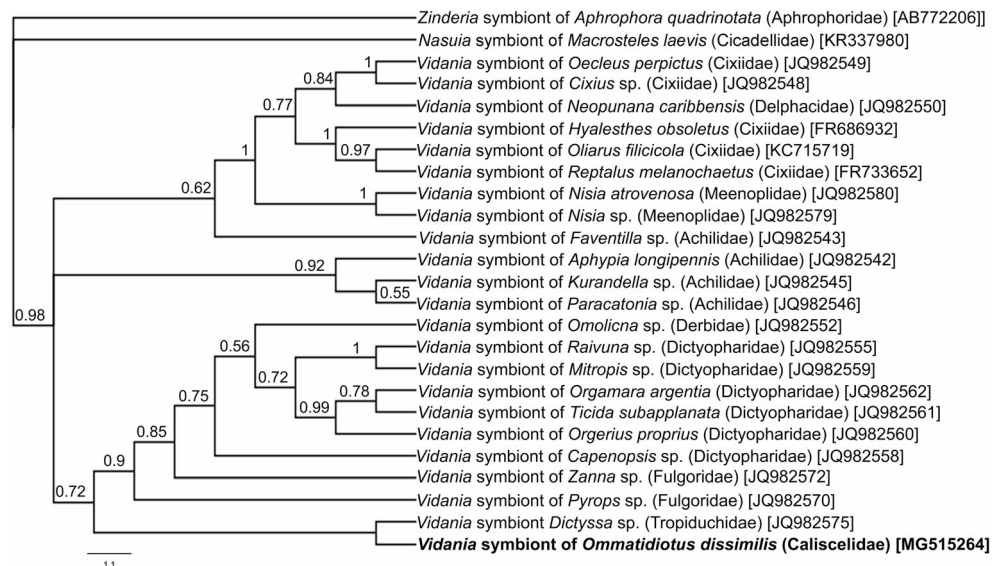 Zinderia symbiont of Aphrophora quadrinotata (Aphrophoridae) [AB772206]]
Nasuia symbiont of Macrosteles laevis (Cicadellidae) [KR337980]
1 Vidania symbiont of Oecleus perpictus (Cixiidae) [JQ982549]
0.84 Vidania symbiont of Cixius sp. (Cixiidae) [JQ982548]
0.77 Vidania symbiont of Neopunana caribbensis (Delphacidae) [JQ982550]
1 Vidania symbiont of Hyalesthes obsoletus (Cixiidae) [FR686932]
1 0.97 Vidania symbiont of Oliarus filicicola (Cixiidae) [KC715719]
Vidania symbiont of Reptalus melanochaetus (Cixiidae) [FR733652]
0.62 1 Vidania symbiont of Nisia atrovenosa (Meenoplidae) [JQ982580]
Vidania symbiont of Nisia sp. (Meenoplidae) [JQ982579]
Vidania symbiont of Faventilla sp. (Achilidae) [JQ982543]
0.92 Vidania symbiont of Aphypia longipennis (Achilidae) [JQ982542]
Vidania symbiont of Kurandella sp. (Achilidae) [JQ982545]
0.55 Vidania symbiont of Paracatonia sp. (Achilidae) [JQ982546]
0.98 Vidania symbiont of Omolicna sp. (Derbidae) [JQ982552]
0.56 1 Vidania symbiont of Raivuna sp. (Dictyopharidae) [JQ982555]
0.72 Vidania symbiont of Mitropis sp. (Dictyopharidae) [JQ982559]
0.75 0.78 Vidania symbiont of Orgamara argentia (Dictyopharidae) [JQ982562]
0.99 Vidania symbiont of Ticida subapplanata (Dictyopharidae) [JQ982561]
0.85 Vidania symbiont of Orgerius proprius (Dictyopharidae) [JQ982560]
0.9 Vidania symbiont of Capenopsis sp. (Dictyopharidae) [JQ982558]
Vidania symbiont of Zanna sp. (Fulgoridae) [JQ982572]
0.72 Vidania symbiont of Pyrops sp. (Fulgoridae) [JQ982570]
Vidania symbiont Dictyssa sp. (Tropiduchidae) [JQ982575]
Vidania symbiont of Ommatidiotus dissimilis (Caliscelidae) [MG515264]